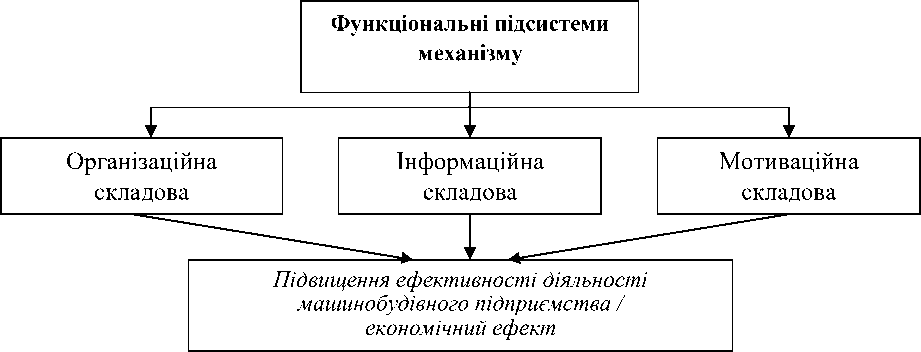 Функціональні підсистеми
механізму
Організаційна
складова
Інформаційна
складова
Мотиваційна
складова
Підвищення ефективності діяльності
машинобудівного підприємства /
економічний ефект